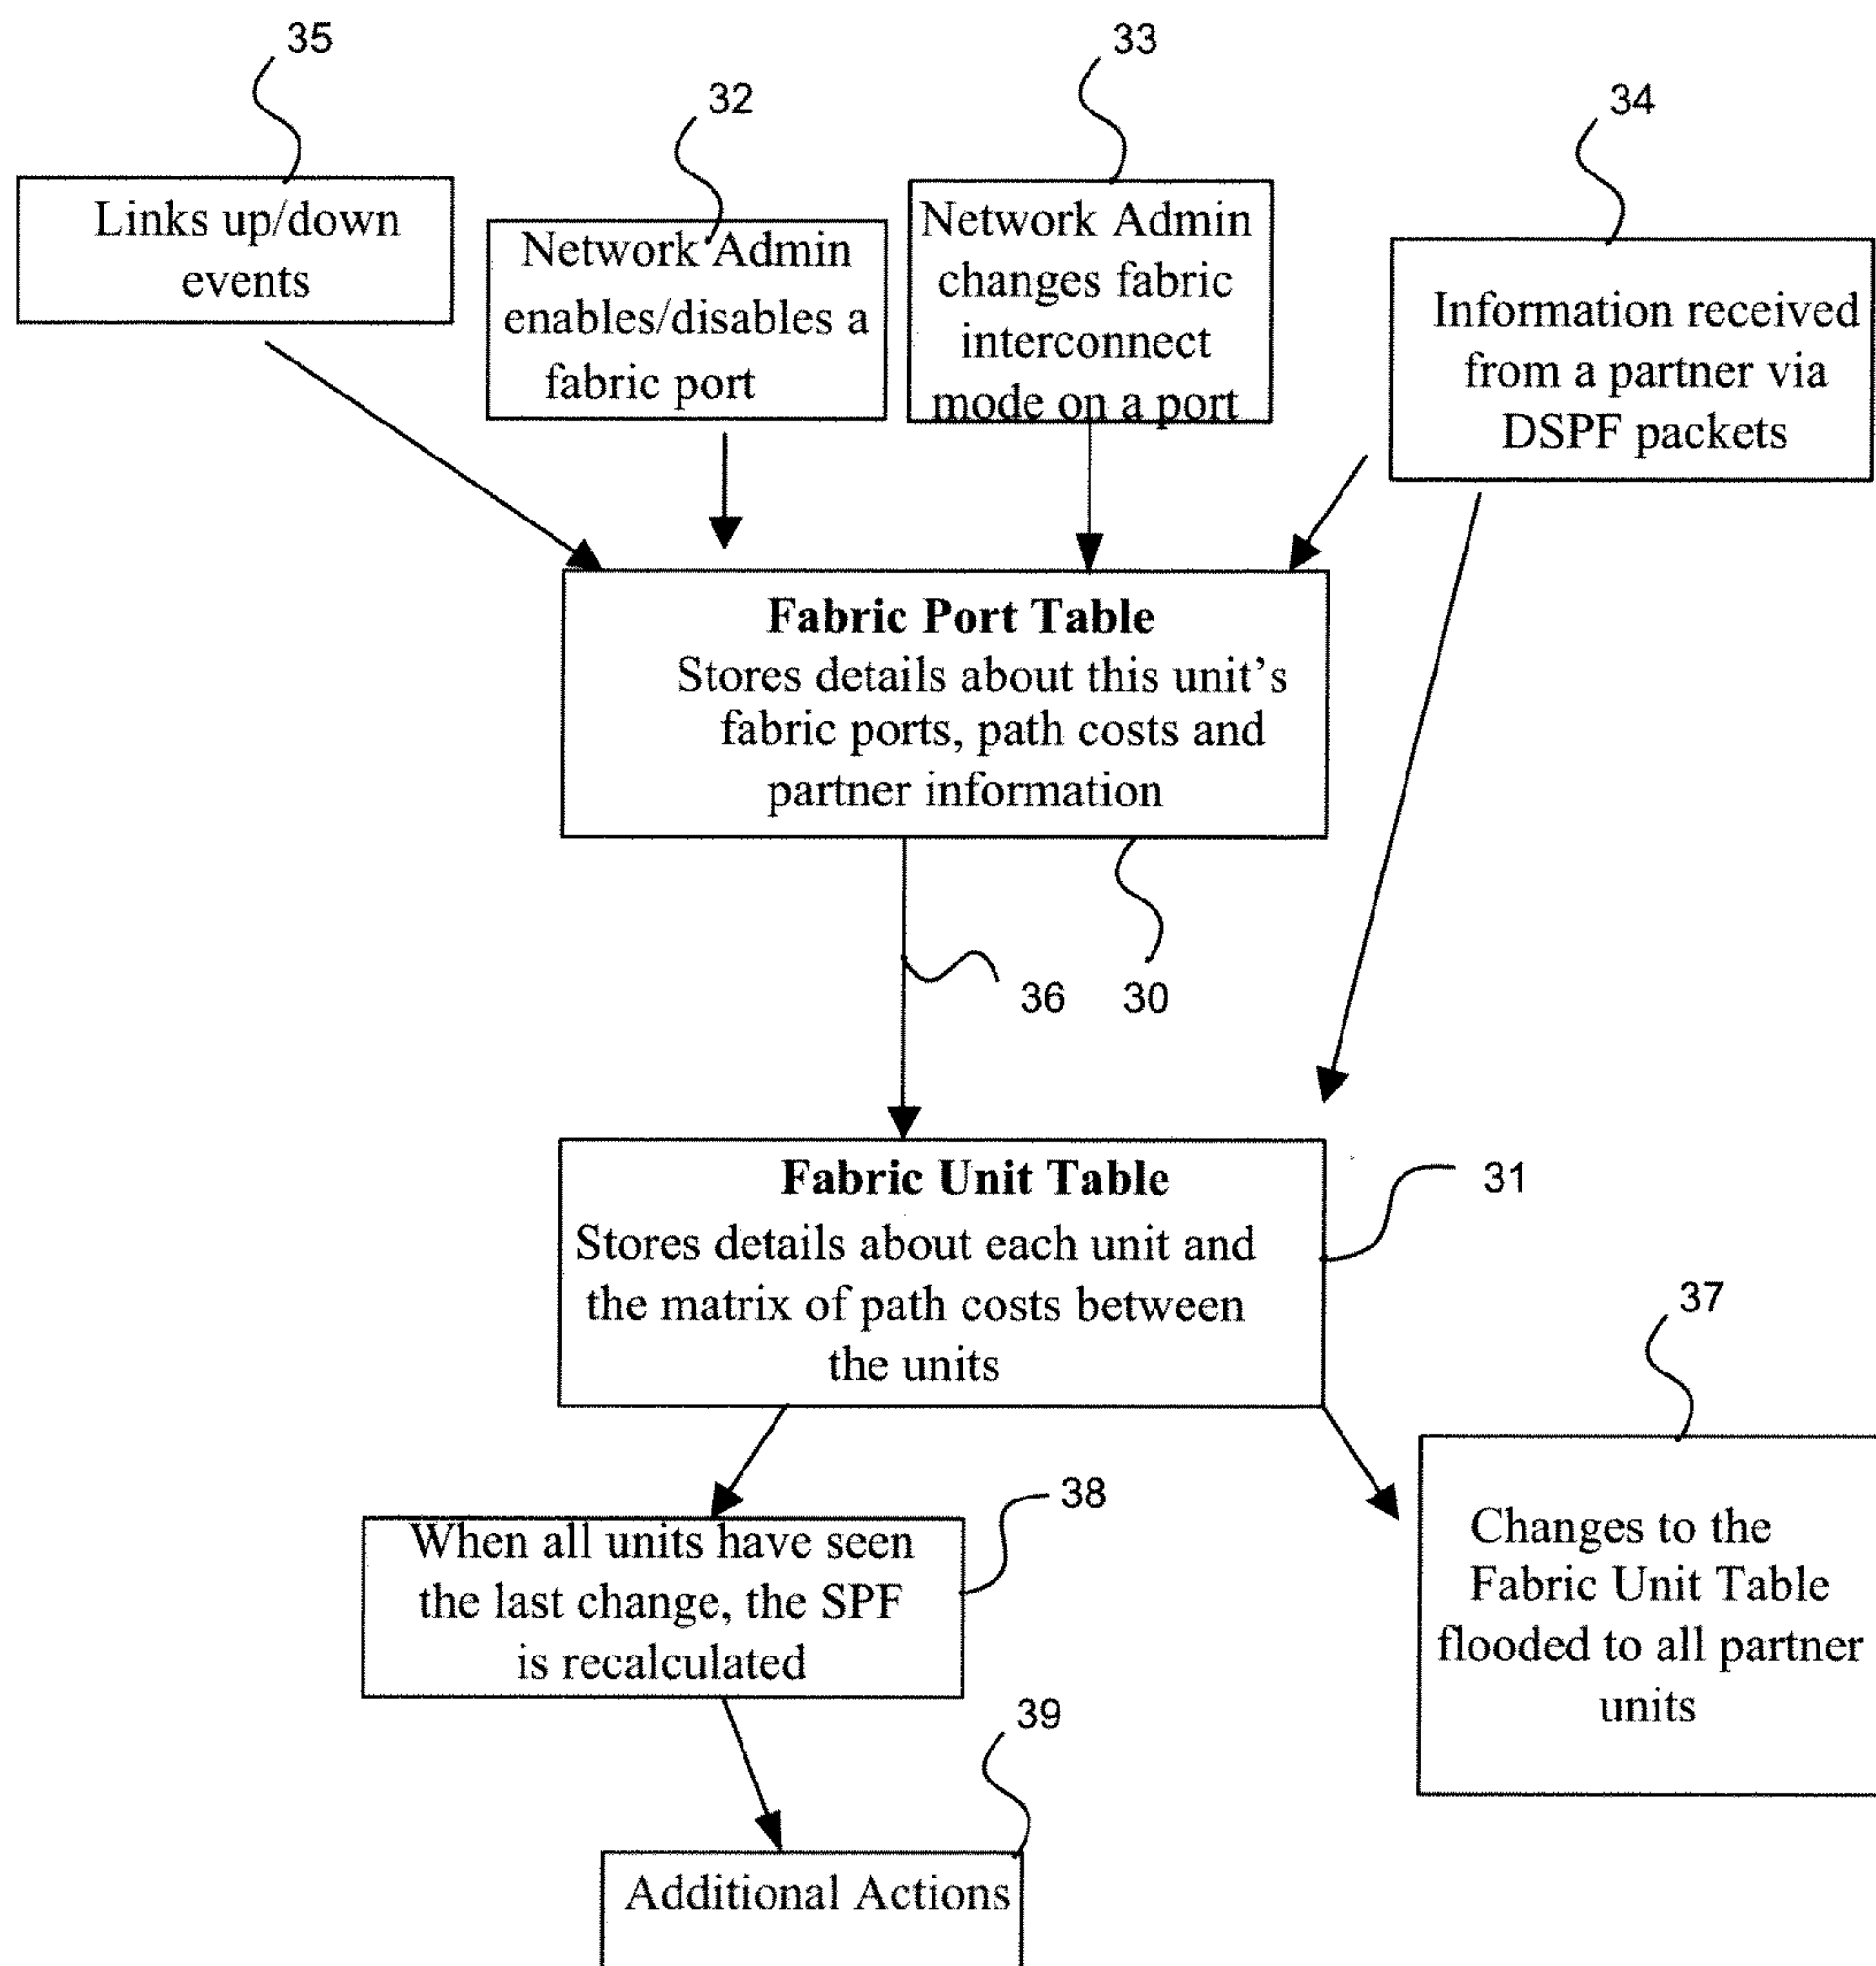 35
33
32
34
Links up/down
events
Network Admin
enables/disables a
fabric port
Network Admin
changes fabric
interconnect
mode on a port
Information received
from a partner via
DSPF packets
Fabric Port Table
Stores details about this unit's
fabric ports, path costs and
partner information
36
30
Fabric Unit Table
Stores details about each unit and
the matrix of path costs between
the units
31
37
38
When all units have seen
the last change, the SPF
is recalculated
Changes to the
Fabric Unit Table
flooded to all partner
units
39
Additional Actions